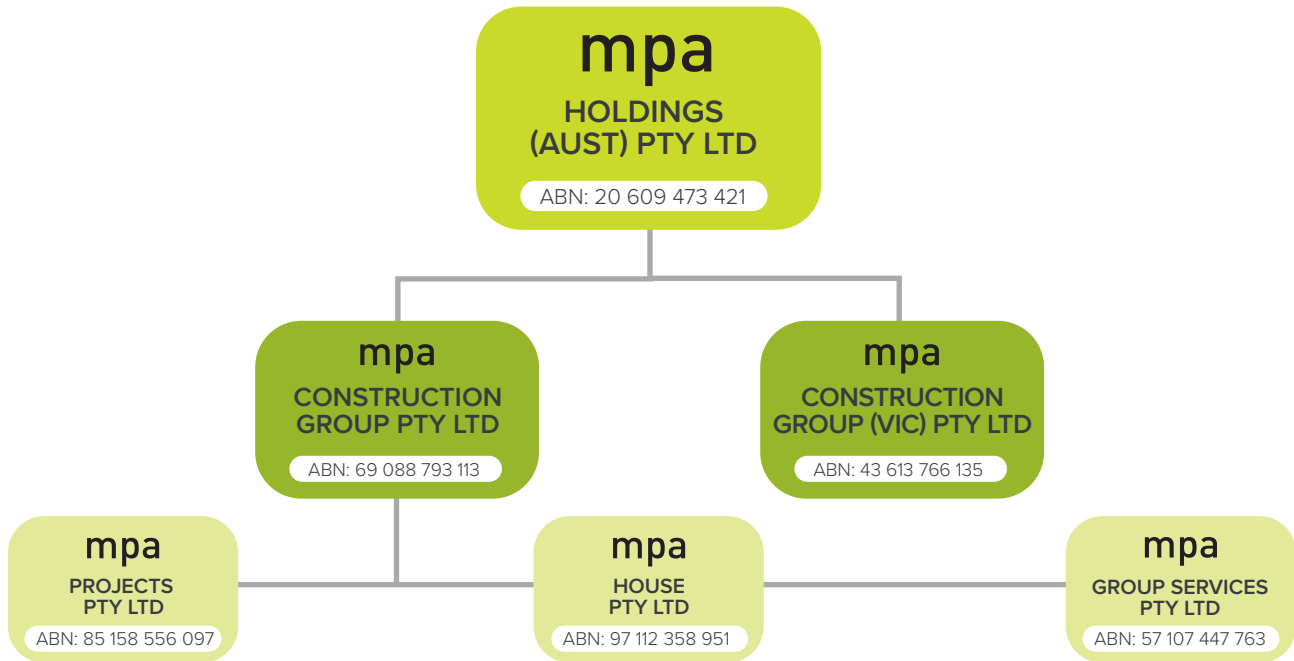 mpa
HOLDINGS
(AUST) PTY LTD
ABN: 20 609 473 421
mpa
CONSTRUCTION
GROUP PTY LTD
ABN: 69 088 793 113
mpa
CONSTRUCTION
GROUP (VIC) PTY LTD
ABN: 43 613 766 135
mpa
PROJECTS
PTY LTD
ABN: 85 158 556 097
mpa
HOUSE
PTY LTD
ABN: 97 112 358 951
mpa
GROUP SERVICES
PTY LTD
ABN: 57 107 447 763